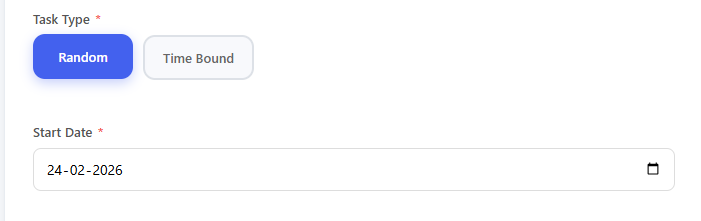 Task Type *
Random Time Bound
Start Date *
24-02-2026